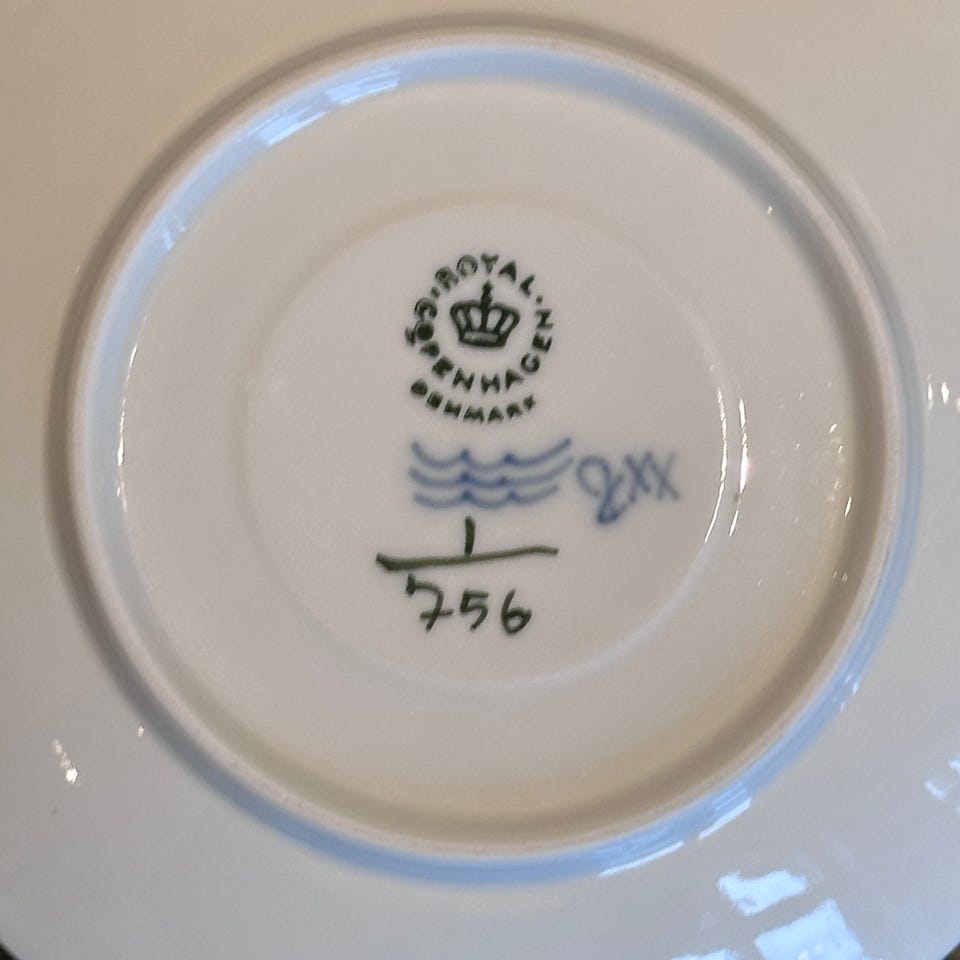 ROYAL.
COPENHAGEN
DENMARK
1
756